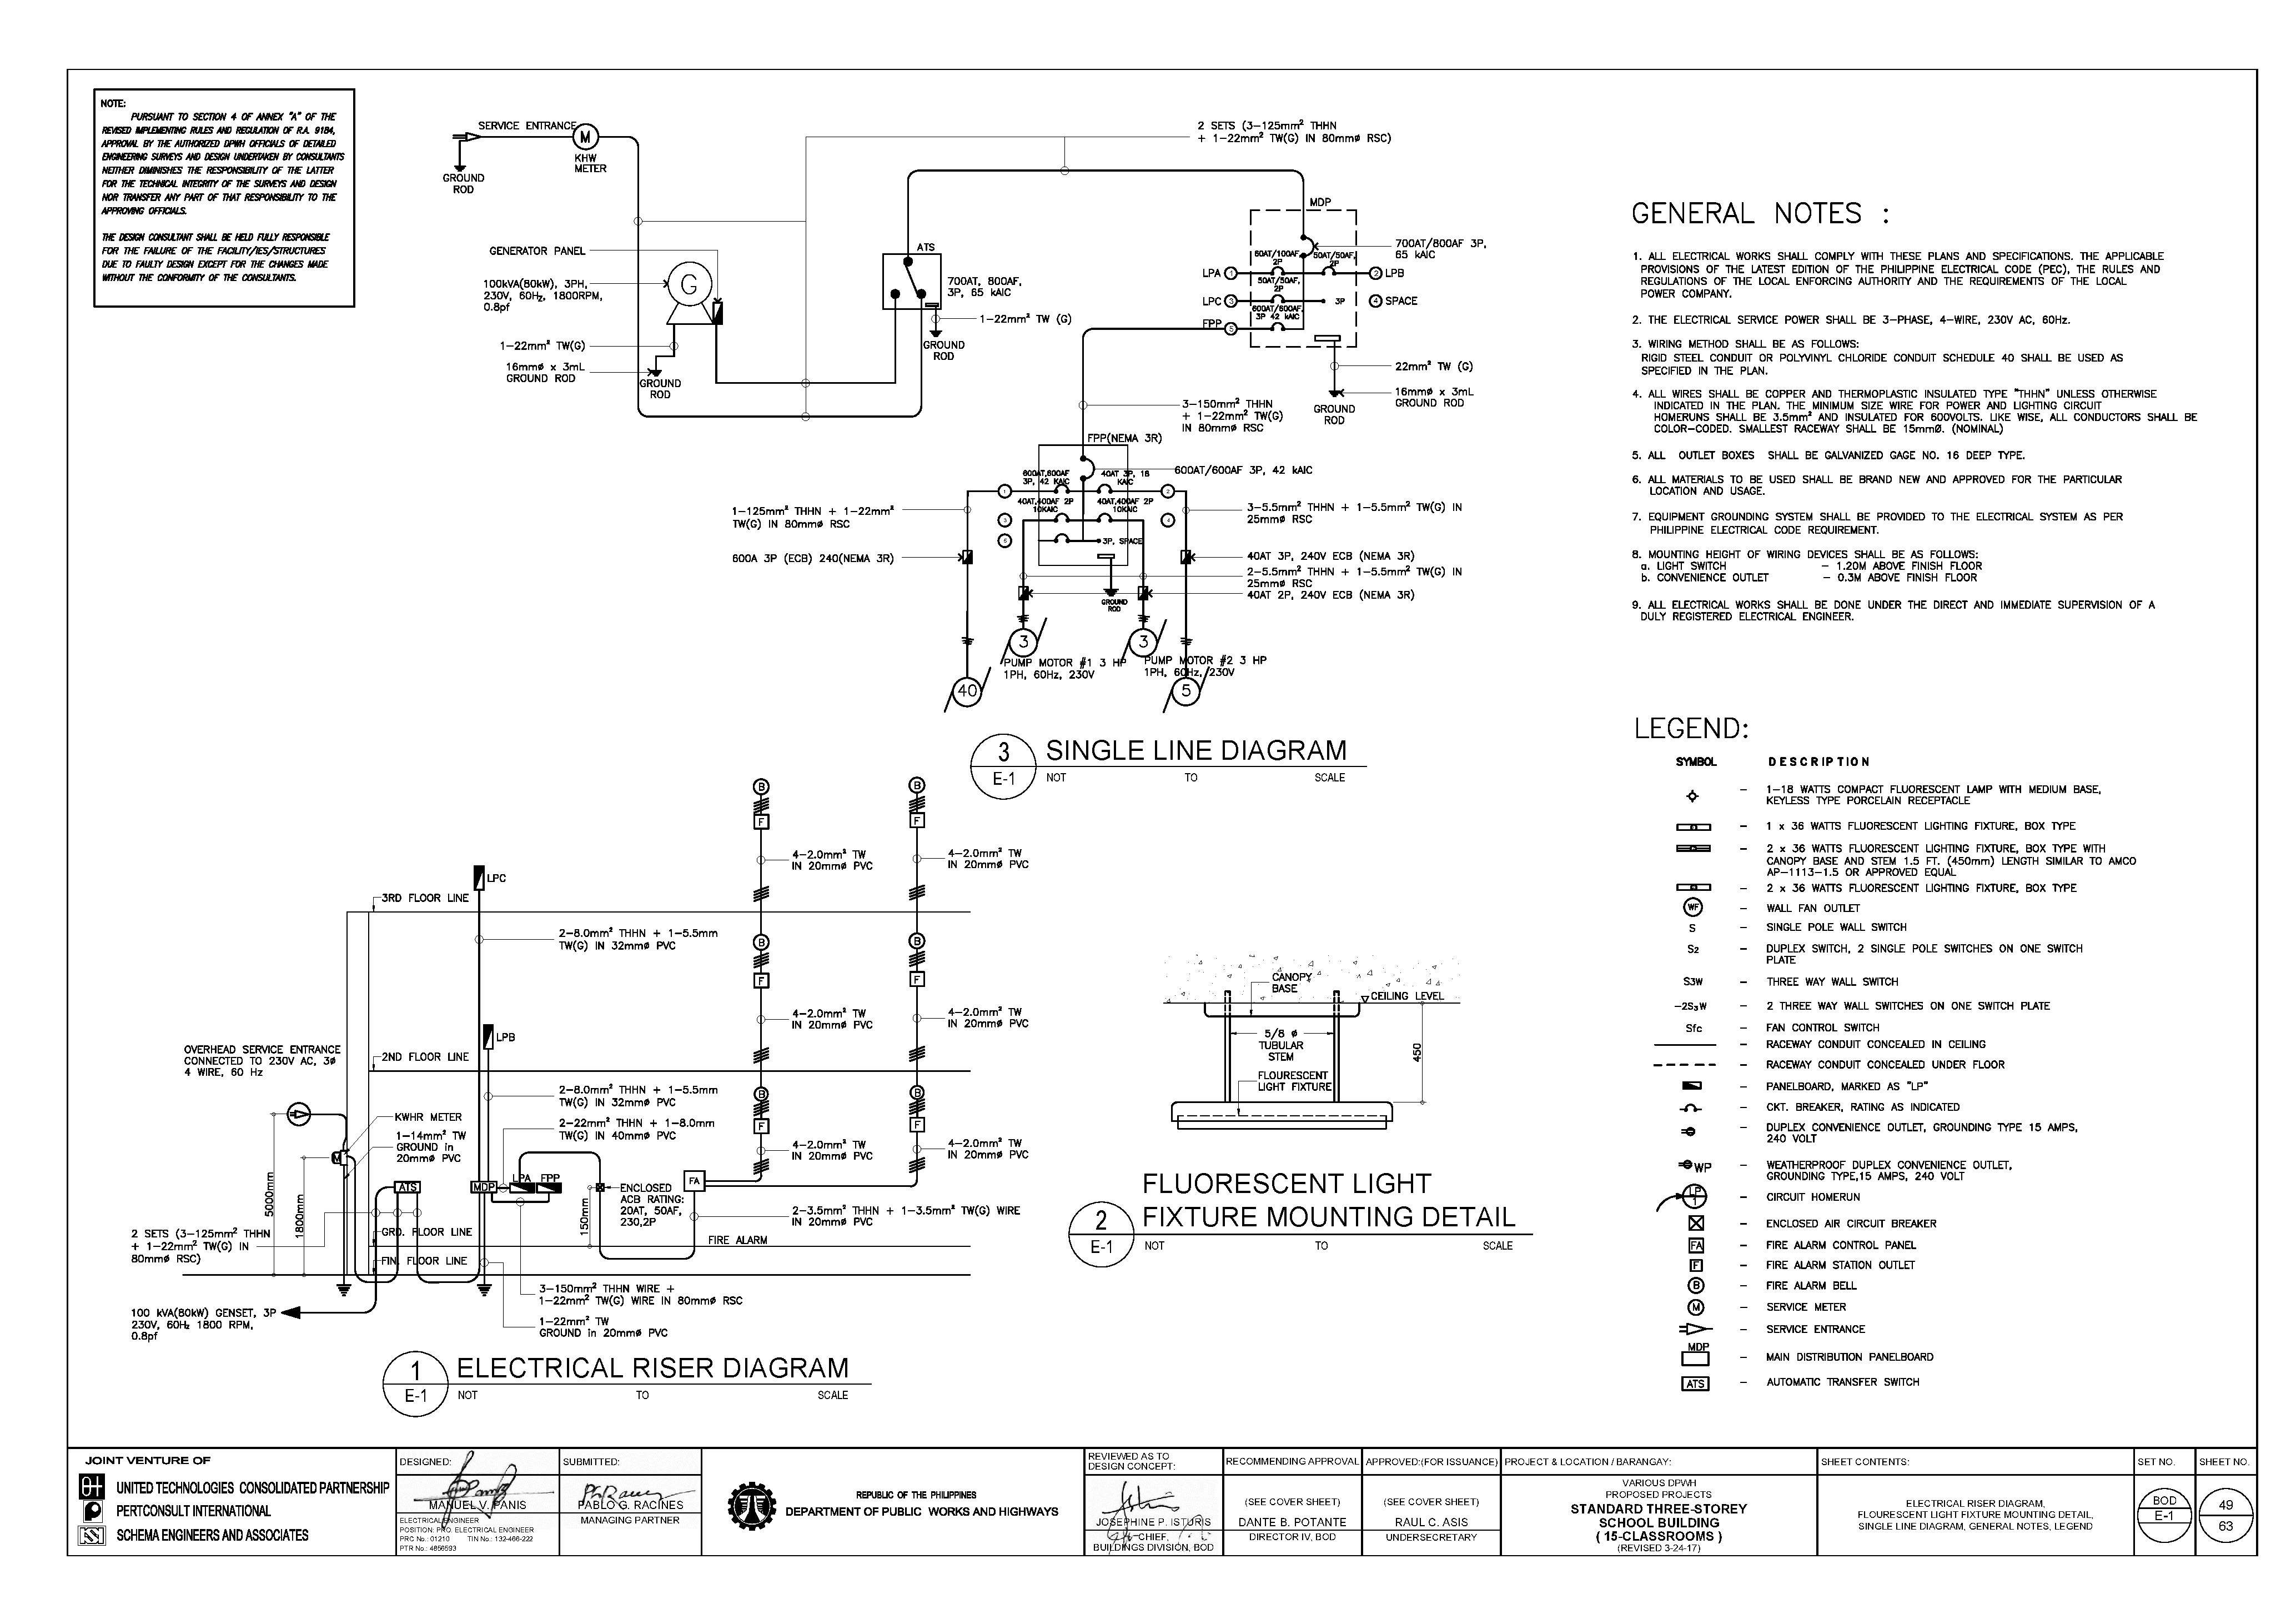 NOTE:
PURSUANT TO SECTION 4 OF ANNEX "A" OF THE
REVISED IMPLEMENTING RULES AND REGULATION OF R.A. 9184,
APPROVAL BY THE AUTHORIZED DPWH OFFICIALS OF DETAILED
ENGINEERING SURVEYS AND DESIGN UNDERTAKEN BY CONSULTANTS
NEITHER DIMINISHES THE RESPONSIBILITY OF THE LATTER
FOR THE TECHNICAL INTEGRITY OF THE SURVEYS AND DESIGN
NOR TRANSFER ANY PART OF THAT RESPONSIBILITY TO THE
APPROVING OFFICIALS.
THE DESIGN CONSULTANT SHALL BE HELD FULLY RESPONSIBLE
FOR THE FAILURE OF THE FACILITY/IES/STRUCTURES
DUE TO FAULTY DESIGN EXCEPT FOR THE CHANGES MADE
WITHOUT THE CONFORMITY OF THE CONSULTANTS.
SERVICE ENTRANCE
M
KHW
METER
GROUND
ROD
2 SETS (3-125mm² THHN
+ 1-22mm² TW(G) IN 80mmø RSC)
GENERATOR PANEL
100kVA(80kW), 3PH,
230V, 60Hz, 1800RPM,
0.8pf
G
1-22mm² TW(G)
16mmø x 3mL
GROUND ROD
GROUND
ROD
ATS
700AT, 800AF,
3P, 65 kAIC
1-22mm² TW (G)
GROUND
ROD
MDP
700AT/800AF 3P,
65 kAIC
60AT/100AF,
2P
50AT/50AF,
2P
LPA 1
2 LPB
50AT/50AF,
2P
LPC 3
3P
4 SPACE
600AT/600AF,
3P 42 kAIC
FPP 5
22mm² TW (G)
16mmø x 3mL
GROUND ROD
GROUND
ROD
3-150mm² THHN
+ 1-22mm² TW(G)
IN 80mmø RSC
FPP(NEMA 3R)
600AT/600AF 3P, 42 kAIC
600AT,600AF
3P, 42 KAIC
40AT 3P, 18
KAIC
1
2
40AT,400AF 2P
10KAIC
40AT,400AF 2P
10KAIC
3
4
3P, SPACE
GROUND
ROD
1-125mm² THHN + 1-22mm²
TW(G) IN 80mmø RSC
600A 3P (ECB) 240(NEMA 3R)
3-5.5mm² THHN + 1-5.5mm² TW(G) IN
25mmø RSC
40AT 3P, 240V ECB (NEMA 3R)
2-5.5mm² THHN + 1-5.5mm² TW(G) IN
25mmø RSC
40AT 2P, 240V ECB (NEMA 3R)
3
3
PUMP MOTOR #1 3 HP
1PH, 60Hz, 230V
PUMP MOTOR #2 3 HP
1PH, 60Hz, 230V
40
5
3
E-1
SINGLE LINE DIAGRAM
NOT TO SCALE
GENERAL NOTES :
1. ALL ELECTRICAL WORKS SHALL COMPLY WITH THESE PLANS AND SPECIFICATIONS. THE APPLICABLE
PROVISIONS OF THE LATEST EDITION OF THE PHILIPPINE ELECTRICAL CODE (PEC), THE RULES AND
REGULATIONS OF THE LOCAL ENFORCING AUTHORITY AND THE REQUIREMENTS OF THE LOCAL
POWER COMPANY.
2. THE ELECTRICAL SERVICE POWER SHALL BE 3-PHASE, 4-WIRE, 230V AC, 60Hz.
3. WIRING METHOD SHALL BE AS FOLLOWS:
RIGID STEEL CONDUIT OR POLYVINYL CHLORIDE CONDUIT SCHEDULE 40 SHALL BE USED AS
SPECIFIED IN THE PLAN.
4. ALL WIRES SHALL BE COPPER AND THERMOPLASTIC INSULATED TYPE "THHN" UNLESS OTHERWISE
INDICATED IN THE PLAN. THE MINIMUM SIZE WIRE FOR POWER AND LIGHTING CIRCUIT
HOMERUNS SHALL BE 3.5mm² AND INSULATED FOR 600VOLTS. LIKE WISE, ALL CONDUCTORS SHALL BE
COLOR-CODED. SMALLEST RACEWAY SHALL BE 15mmØ. (NOMINAL)
5. ALL OUTLET BOXES SHALL BE GALVANIZED GAGE NO. 16 DEEP TYPE.
6. ALL MATERIALS TO BE USED SHALL BE BRAND NEW AND APPROVED FOR THE PARTICULAR
LOCATION AND USAGE.
7. EQUIPMENT GROUNDING SYSTEM SHALL BE PROVIDED TO THE ELECTRICAL SYSTEM AS PER
PHILIPPINE ELECTRICAL CODE REQUIREMENT.
8. MOUNTING HEIGHT OF WIRING DEVICES SHALL BE AS FOLLOWS:
a. LIGHT SWITCH - 1.20M ABOVE FINISH FLOOR
b. CONVENIENCE OUTLET - 0.3M ABOVE FINISH FLOOR
9. ALL ELECTRICAL WORKS SHALL BE DONE UNDER THE DIRECT AND IMMEDIATE SUPERVISION OF A
DULY REGISTERED ELECTRICAL ENGINEER.
LEGEND:
SYMBOL DESCRIPTION
- 1-18 WATTS COMPACT FLUORESCENT LAMP WITH MEDIUM BASE,
KEYLESS TYPE PORCELAIN RECEPTACLE
- 1 x 36 WATTS FLUORESCENT LIGHTING FIXTURE, BOX TYPE
- 2 x 36 WATTS FLUORESCENT LIGHTING FIXTURE, BOX TYPE WITH
CANOPY BASE AND STEM 1.5 FT. (450mm) LENGTH SIMILAR TO AMCO
AP-1113-1.5 OR APPROVED EQUAL
- 2 x 36 WATTS FLUORESCENT LIGHTING FIXTURE, BOX TYPE
WF - WALL FAN OUTLET
S - SINGLE POLE WALL SWITCH
S2 - DUPLEX SWITCH, 2 SINGLE POLE SWITCHES ON ONE SWITCH
PLATE
S3W - THREE WAY WALL SWITCH
-2S₃W - 2 THREE WAY WALL SWITCHES ON ONE SWITCH PLATE
Sfc - FAN CONTROL SWITCH
- RACEWAY CONDUIT CONCEALED IN CEILING
- RACEWAY CONDUIT CONCEALED UNDER FLOOR
- PANELBOARD, MARKED AS "LP"
- CKT. BREAKER, RATING AS INDICATED
- DUPLEX CONVENIENCE OUTLET, GROUNDING TYPE 15 AMPS,
240 VOLT
WP - WEATHERPROOF DUPLEX CONVENIENCE OUTLET,
GROUNDING TYPE,15 AMPS, 240 VOLT
LP 1 - CIRCUIT HOMERUN
- ENCLOSED AIR CIRCUIT BREAKER
FA - FIRE ALARM CONTROL PANEL
F - FIRE ALARM STATION OUTLET
B - FIRE ALARM BELL
M - SERVICE METER
- SERVICE ENTRANCE
MDP - MAIN DISTRIBUTION PANELBOARD
ATS - AUTOMATIC TRANSFER SWITCH
B
B
F
F
4-2.0mm² TW
IN 20mmø PVC
4-2.0mm² TW
IN 20mmø PVC
LPC
3RD FLOOR LINE
2-8.0mm² THHN + 1-5.5mm
TW(G) IN 32mmø PVC
B
B
F
F
4-2.0mm² TW
IN 20mmø PVC
4-2.0mm² TW
IN 20mmø PVC
LPB
OVERHEAD SERVICE ENTRANCE
CONNECTED TO 230V AC, 3ø
4 WIRE, 60 Hz
2ND FLOOR LINE
2-8.0mm² THHN + 1-5.5mm
TW(G) IN 32mmø PVC
B
B
F
F
KWHR METER
2-22mm² THHN + 1-8.0mm
TW(G) IN 40mmø PVC
1-14mm² TW
GROUND in
20mmø PVC
4-2.0mm² TW
IN 20mmø PVC
4-2.0mm² TW
IN 20mmø PVC
M
5000mm
1800mm
ATS
MDP
LPA FPP
150mm
ENCLOSED
ACB RATING:
20AT, 50AF,
230,2P
FA
2-3.5mm² THHN + 1-3.5mm² TW(G) WIRE
IN 20mmø PVC
2 SETS (3-125mm² THHN
+ 1-22mm² TW(G) IN
80mmø RSC)
GRD. FLOOR LINE
FIRE ALARM
FIN. FLOOR LINE
3-150mm² THHN WIRE +
1-22mm² TW(G) WIRE IN 80mmø RSC
1-22mm² TW
GROUND in 20mmø PVC
100 kVA(80kW) GENSET, 3P
230V, 60Hz 1800 RPM,
0.8pf
1
E-1
ELECTRICAL RISER DIAGRAM
NOT TO SCALE
CANOPY
BASE
CEILING LEVEL
5/8 ø
TUBULAR
STEM
450
FLOURESCENT
LIGHT FIXTURE
2
E-1
FLUORESCENT LIGHT
FIXTURE MOUNTING DETAIL
NOT TO SCALE
JOINT VENTURE OF
UNITED TECHNOLOGIES CONSOLIDATED PARTNERSHIP
PERTCONSULT INTERNATIONAL
SCHEMA ENGINEERS AND ASSOCIATES
DESIGNED:
MANUEL V. PANIS
ELECTRICAL ENGINEER
POSITION: PRO. ELECTRICAL ENGINEER
PRC No.: 01210 TIN No.: 132-466-222
PTR No.: 4856593
SUBMITTED:
PABLO G. RACINES
MANAGING PARTNER
REPUBLIC OF THE PHILIPPINES
DEPARTMENT OF PUBLIC WORKS AND HIGHWAYS
REVIEWED AS TO
DESIGN CONCEPT:
JOSEPHINE P. ISTURIS
CHIEF,
BUILDINGS DIVISION, BOD
RECOMMENDING APPROVAL
(SEE COVER SHEET)
DANTE B. POTANTE
DIRECTOR IV, BOD
APPROVED:(FOR ISSUANCE)
(SEE COVER SHEET)
RAUL C. ASIS
UNDERSECRETARY
PROJECT & LOCATION / BARANGAY:
VARIOUS DPWH
PROPOSED PROJECTS
STANDARD THREE-STOREY
SCHOOL BUILDING
( 15-CLASSROOMS )
(REVISED 3-24-17)
SHEET CONTENTS:
ELECTRICAL RISER DIAGRAM,
FLOURESCENT LIGHT FIXTURE MOUNTING DETAIL,
SINGLE LINE DIAGRAM, GENERAL NOTES, LEGEND
SET NO.
BOD
E-1
SHEET NO.
49
63